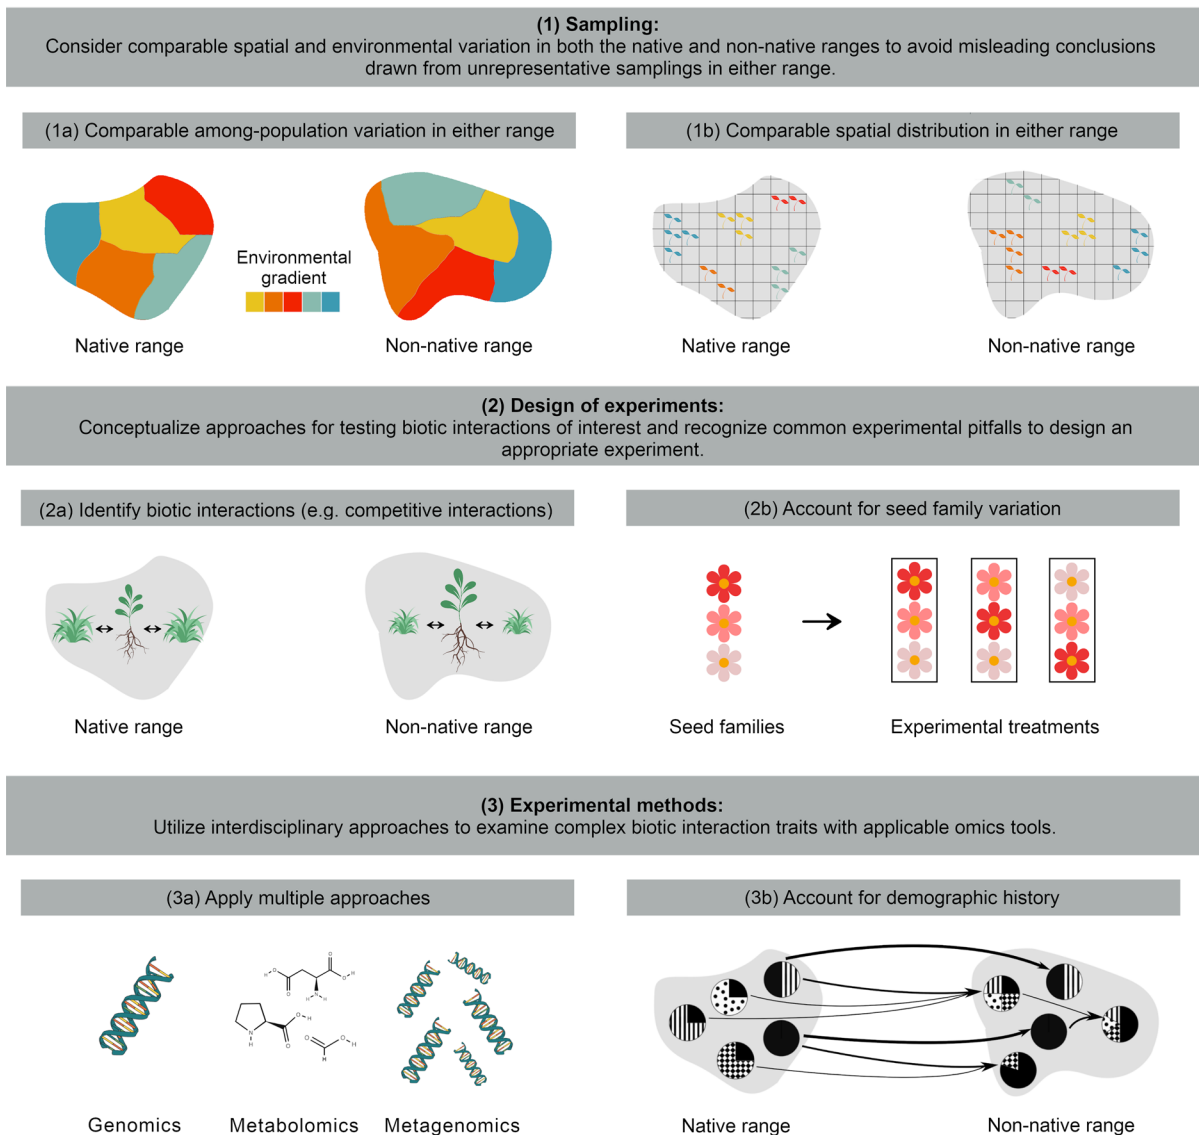 (1) Sampling:
Consider comparable spatial and environmental variation in both the native and non-native ranges to avoid misleading conclusions
drawn from unrepresentative samplings in either range.
(1a) Comparable among-population variation in either range
(1b) Comparable spatial distribution in either range
Environmental
gradient
Native range
Non-native range
Native range
Non-native range
(2) Design of experiments:
Conceptualize approaches for testing biotic interactions of interest and recognize common experimental pitfalls to design an
appropriate experiment.
(2a) Identify biotic interactions (e.g. competitive interactions)
(2b) Account for seed family variation
Native range
Non-native range
Seed families
Experimental treatments
(3) Experimental methods:
Utilize interdisciplinary approaches to examine complex biotic interaction traits with applicable omics tools.
(3a) Apply multiple approaches
(3b) Account for demographic history
Genomics
Metabolomics
Metagenomics
Native range
Non-native range